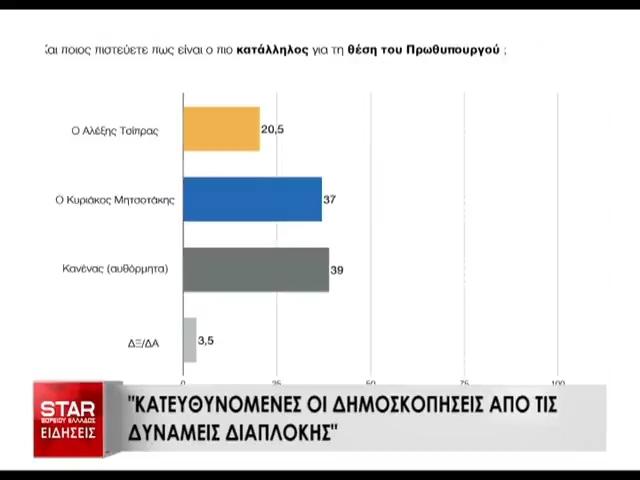 και ποιος πιστεύετε πως είναι ο πιο κατάλληλος για τη θέση του Πρωθυπουργού ;
Ο Αλέξης Τσίπρας
20,5
Ο Κυριάκος Μητσοτάκης
37
Κανένας (αυθόρμητα)
39
ΔΞ/ΔΑ
3,5
0 25 50 75 100
STAR
ΒΟΡΕΙΟΥ ΕΛΛΑΔΟΣ
ΕΙΔΗΣΕΙΣ
"ΚΑΤΕΥΘΥΝΟΜΕΝΕΣ ΟΙ ΔΗΜΟΣΚΟΠΗΣΕΙΣ ΑΠΟ ΤΙΣ
ΔΥΝΑΜΕΙΣ ΔΙΑΠΛΟΚΗΣ"